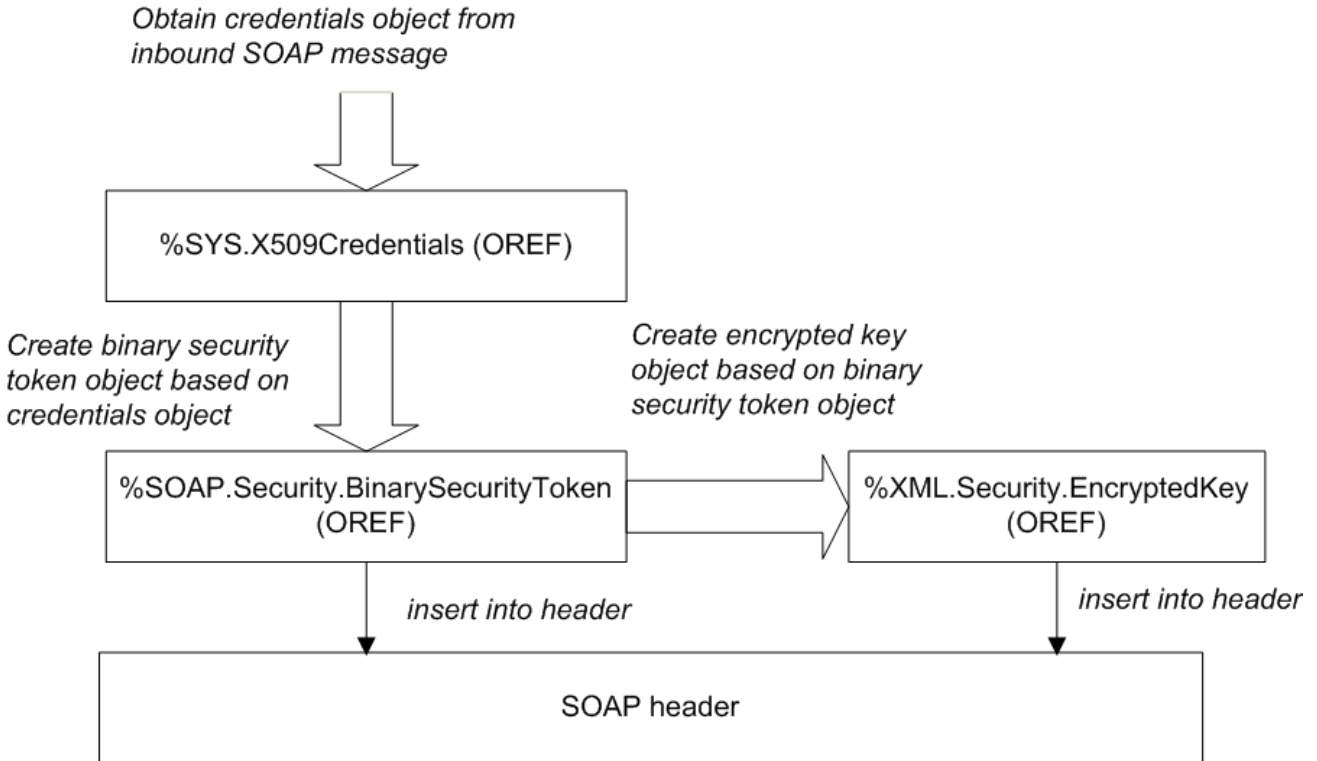 Obtain credentials object from
inbound SOAP message
%SYS.X509Credentials (OREF)
Create binary security
token object based on
credentials object
Create encrypted key
object based on binary
security token object
%SOAP.Security.BinarySecurityToken
(OREF)
%XML.Security.EncryptedKey
(OREF)
insert into header
insert into header
SOAP header